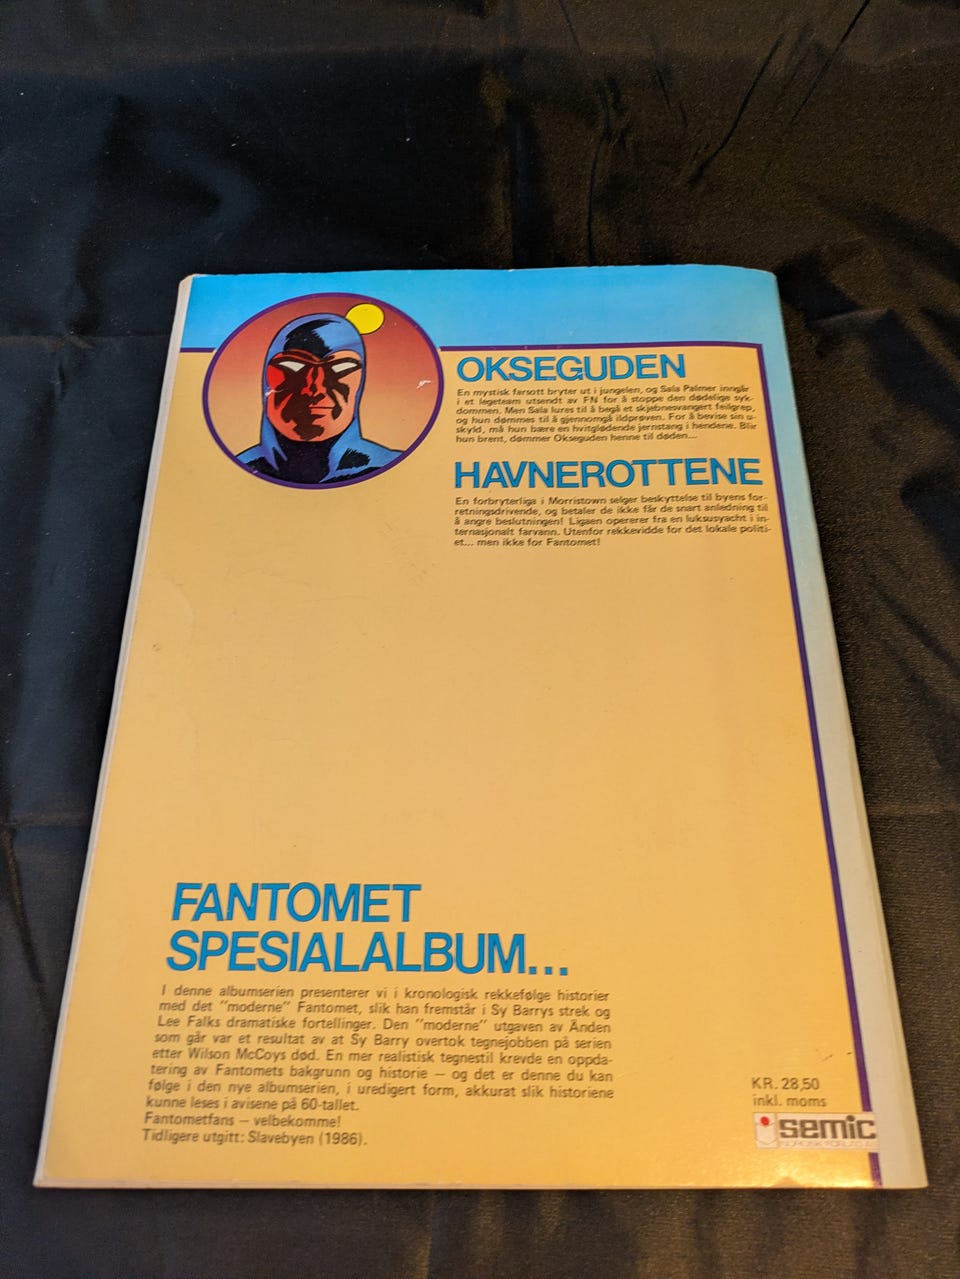 OKSEGUDEN
En mystisk farsott bryter ut i jungelen, og Sala Palmer inngår
i et legeteam utsendt av FN for å stoppe den dødelige syk-
dommen. Men Sala lures til å begå et skjebnesvangert feilgrep,
og hun dømmes til å gjennomgå ildprøven. For å bevise sin u-
skyld, må hun bære en hvitglødende jernstang i hendene. Blir
hun brent, dømmer Okseguden henne til døden...
HAVNEROTTENE
En forbryterliga i Morristown selger beskyttelse til byens for-
retningsdrivende, og betaler de ikke får de snart anledning til
å angre beslutningen! Ligaen opererer fra en luksusyacht i in-
ternasjonalt farvann. Utenfor rekkevidde for det lokale politi-
et... men ikke for Fantomet!
FANTOMET
SPESIALALBUM...
I denne albumserien presenterer vi i kronologisk rekkefølge historier
med det "moderne" Fantomet, slik han fremstår i Sy Barrys strek og
Lee Falks dramatiske fortellinger. Den "moderne" utgaven av Ånden
som går var et resultat av at Sy Barry overtok tegnejobben på serien
etter Wilson McCoys død. En mer realistisk tegnestil krevde en oppda-
tering av Fantomets bakgrunn og historie — og det er denne du kan
følge i den nye albumserien, i uredigert form, akkurat slik historiene
kunne leses i avisene på 60-tallet.
Fantometfans — velbekomme!
Tidligere utgitt: Slavebyen (1986).
KR. 28,50
inkl. moms
semic
NORDISK FORLAG